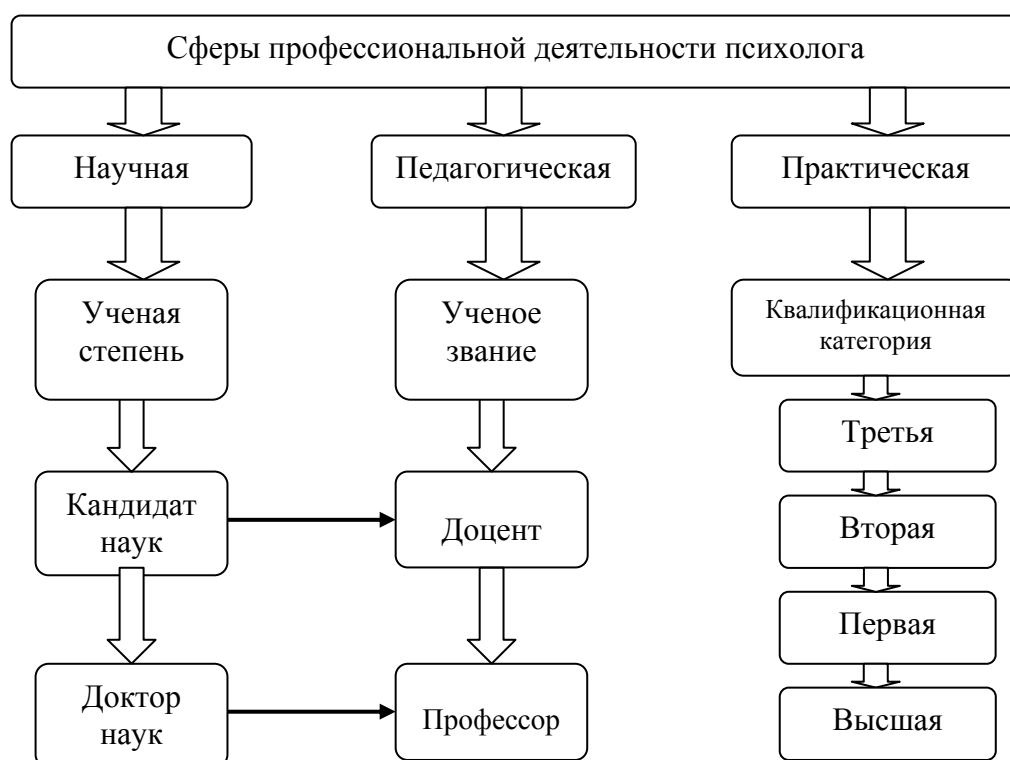 Сферы профессиональной деятельности психолога
Научная
Педагогическая
Практическая
Ученая
степень
Ученое
звание
Квалификационная
категория
Третья
Кандидат
наук
Доцент
Вторая
Первая
Доктор
наук
Профессор
Высшая